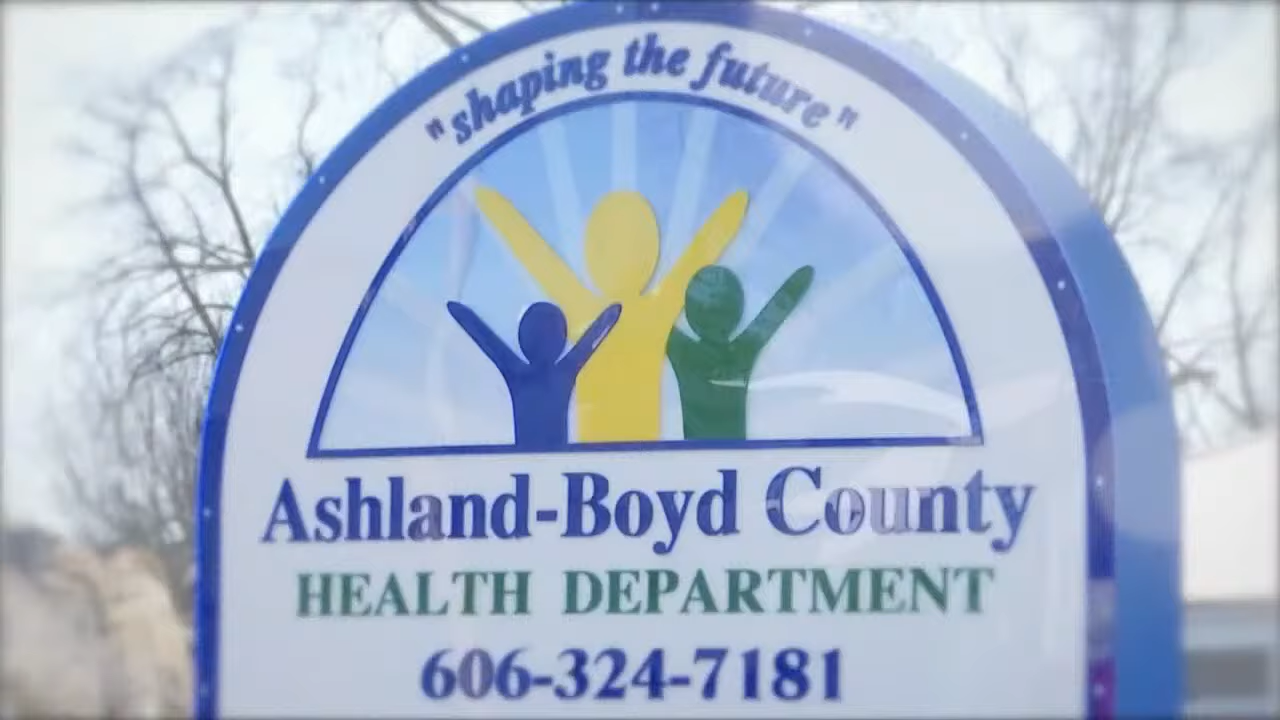 "shaping the future"
Ashland-Boyd County
HEALTH DEPARTMENT
606-324-7181